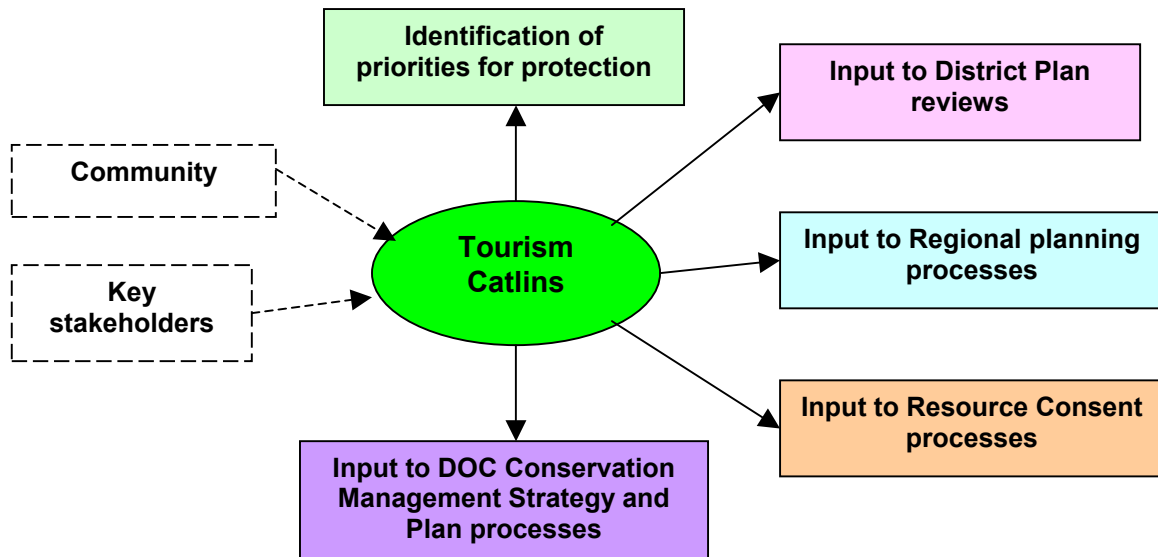 Identification of
priorities for protection
Input to District Plan
reviews
Community
Tourism
Catlins
Input to Regional planning
processes
Key
stakeholders
Input to Resource Consent
processes
Input to DOC Conservation
Management Strategy and
Plan processes